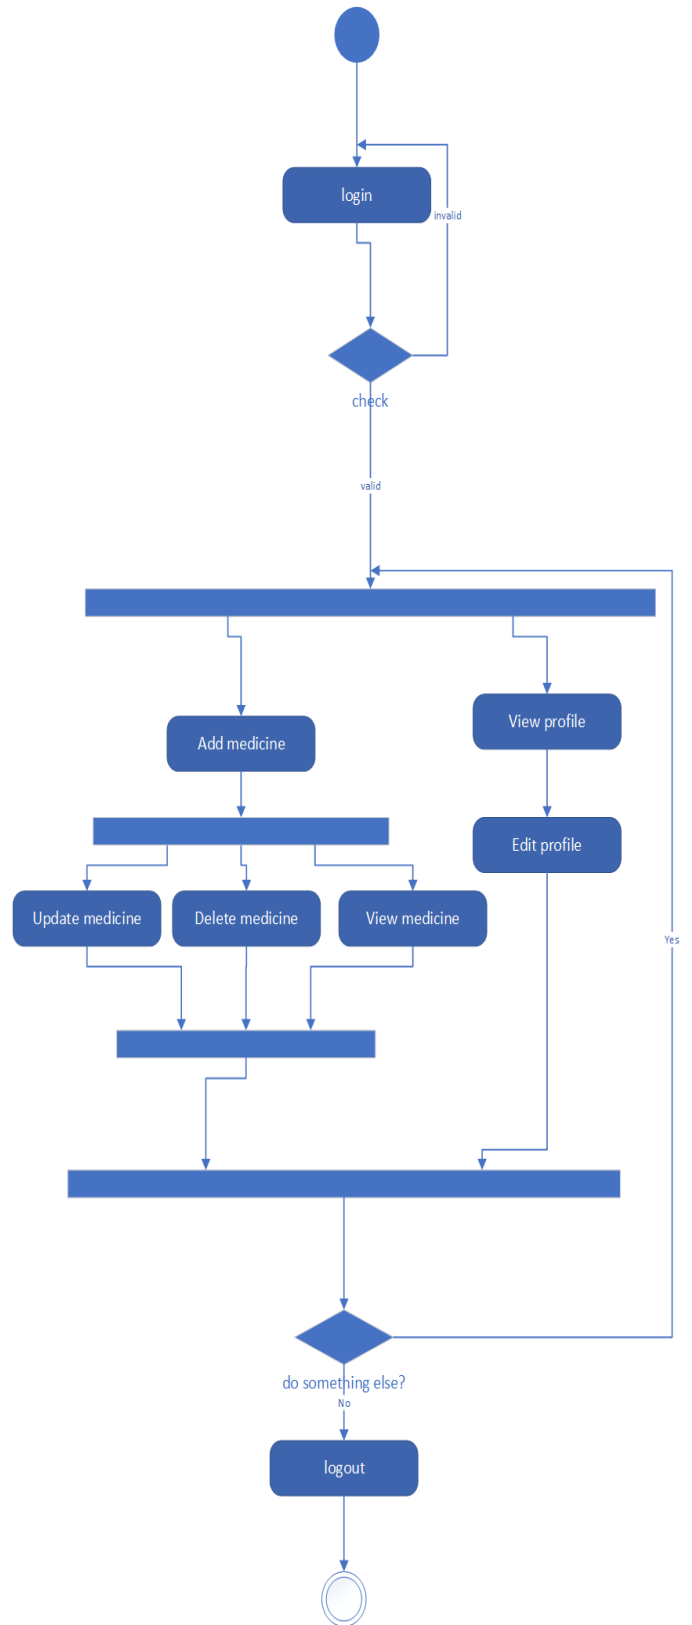 login
invalid
check
valid
Add medicine
View profile
Edit profile
Update medicine
Delete medicine
View medicine
Yes
do something else?
No
logout